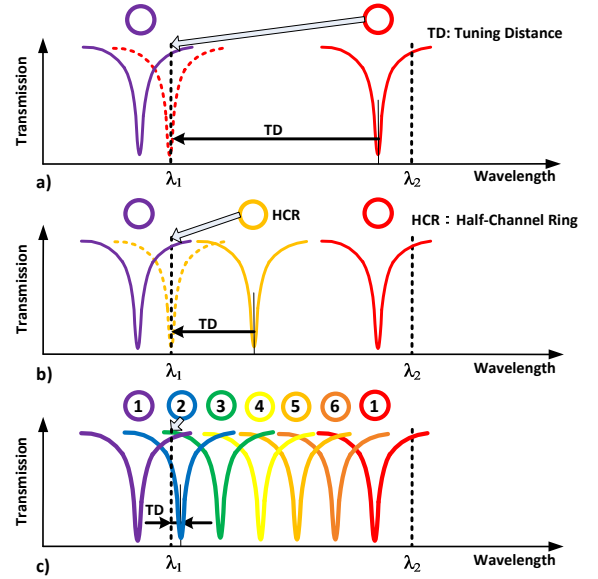 TD: Tuning Distance
Transmission
TD
λ1
λ2
Wavelength
a)
HCR
HCR : Half-Channel Ring
Transmission
TD
λ1
λ2
Wavelength
b)
1 2 3 4 5 6 1
Transmission
TD
λ1
λ2
Wavelength
c)